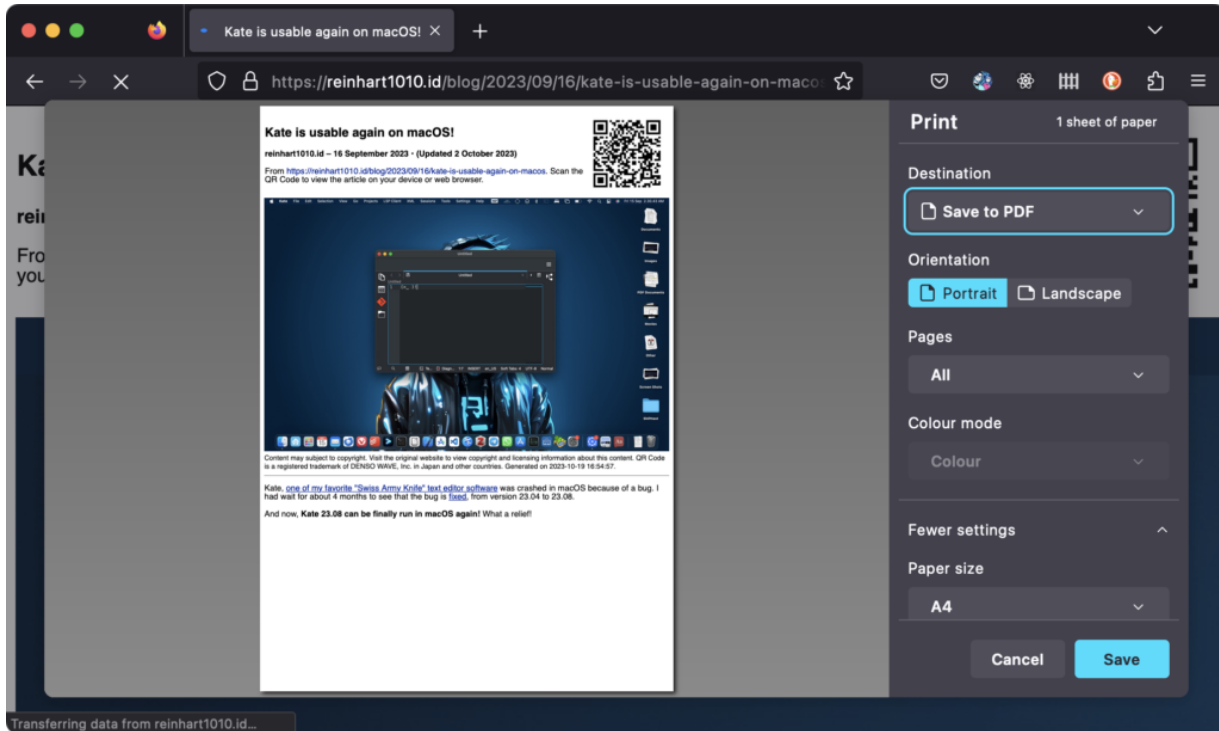 Kate is usable again on macOS!
https://reinhart1010.id/blog/2023/09/16/kate-is-usable-again-on-macos
Ka
rei
Fro
you
Kate is usable again on macOS!
reinhart1010.id – 16 September 2023 · (Updated 2 October 2023)
From https://reinhart1010.id/blog/2023/09/16/kate-is-usable-again-on-macos. Scan the
QR Code to view the article on your device or web browser.
Content may subject to copyright. Visit the original website to view copyright and licensing information about this content. QR Code
is a registered trademark of DENSO WAVE, Inc. in Japan and other countries. Generated on 2023-10-19
16:54:57.
Kate, one of my favorite "Swiss Army Knife" text editor software was crashed in macOS because of a bug. I
had wait for about 4 months to see that the bug is fixed, from version 23.04 to 23.08.
And now, Kate 23.08 can be finally run in macOS again! What a relief!
Print
1 sheet of paper
Destination
Save to PDF
Orientation
Portrait
Landscape
Pages
All
Colour mode
Colour
Fewer settings
Paper size
A4
Cancel
Save
Transferring data from reinhart1010.id...